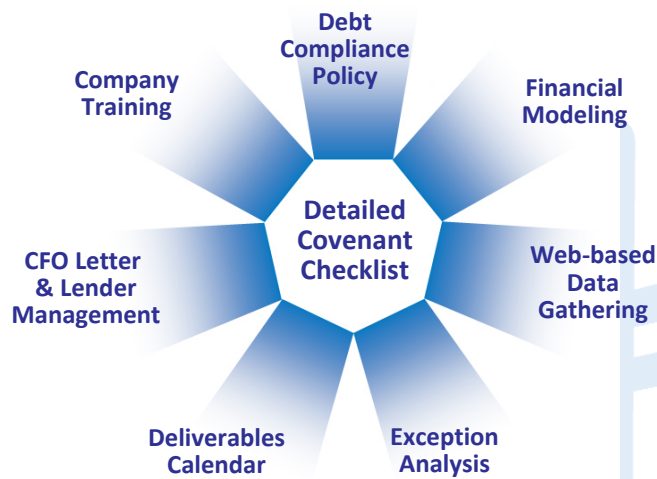 Debt
Compliance
Policy
Financial
Modeling
Web-based
Data
Gathering
Exception
Analysis
Deliverables
Calendar
CFO Letter
& Lender
Management
Company
Training
Detailed
Covenant
Checklist